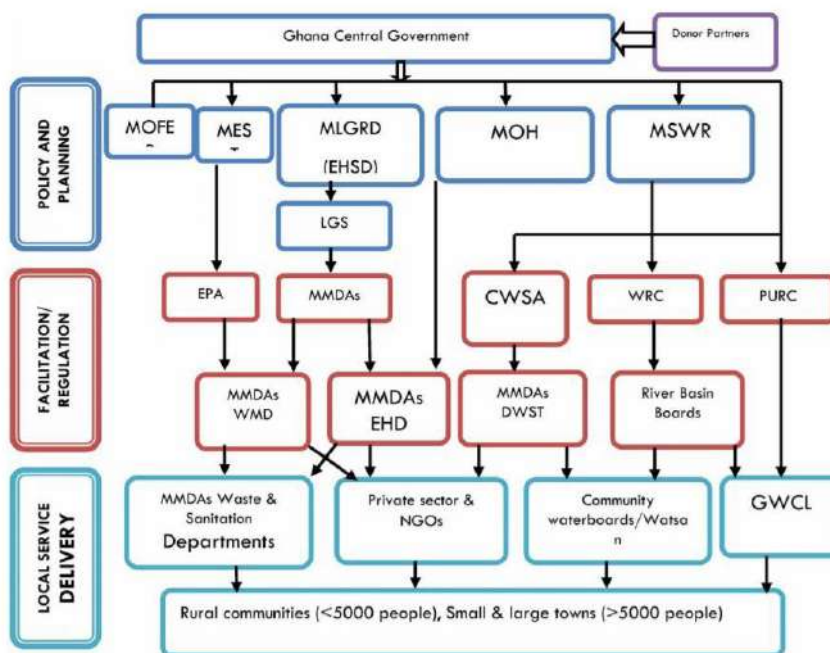 Ghana Central Government
Donor Partners
POLICY AND
PLANNING
MOFE
MES
MLGRD
(EHSD)
MOH
MSWR
LGS
FACILITATION/
REGULATION
EPA
MMDAs
CWSA
WRC
PURC
MMDAs
WMD
MMDAs
EHD
MMDAs
DWST
River Basin
Boards
LOCAL SERVICE
DELIVERY
MMDAs Waste &
Sanitation
Departments
Private sector &
NGOs
Community
waterboards/Watsa
n
GWCL
Rural communities (<5000 people), Small & large towns (>5000 people)